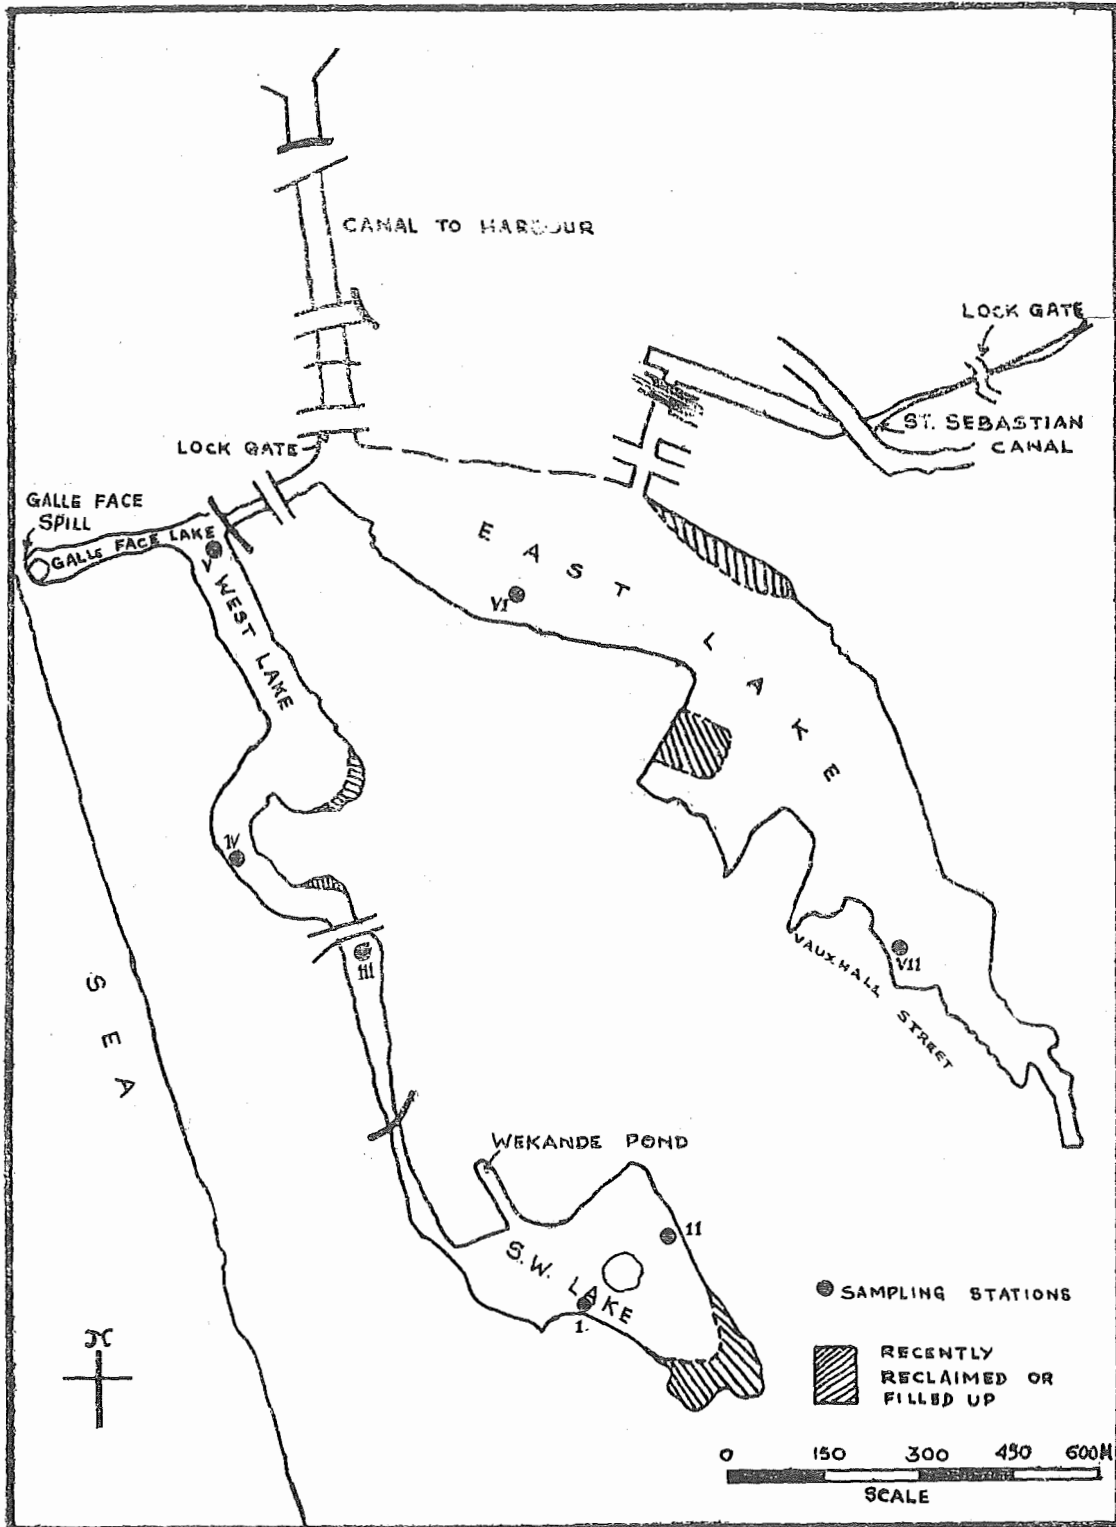 CANAL TO HARBOUR
LOCK GATE
ST. SEBASTIAN
CANAL
LOCK GATE
GALLE FACE
SPILL
GALLE FACE LAKE
V
WEST LAKE
EAST LAKE
VI
IV
III
VII
VAUXHALL STREET
SEA
WEKANDE POND
11
S.W. LAKE
1.
N
SAMPLING STATIONS
RECENTLY
RECLAIMED OR
FILLED UP
0 150 300 450 600M
SCALE